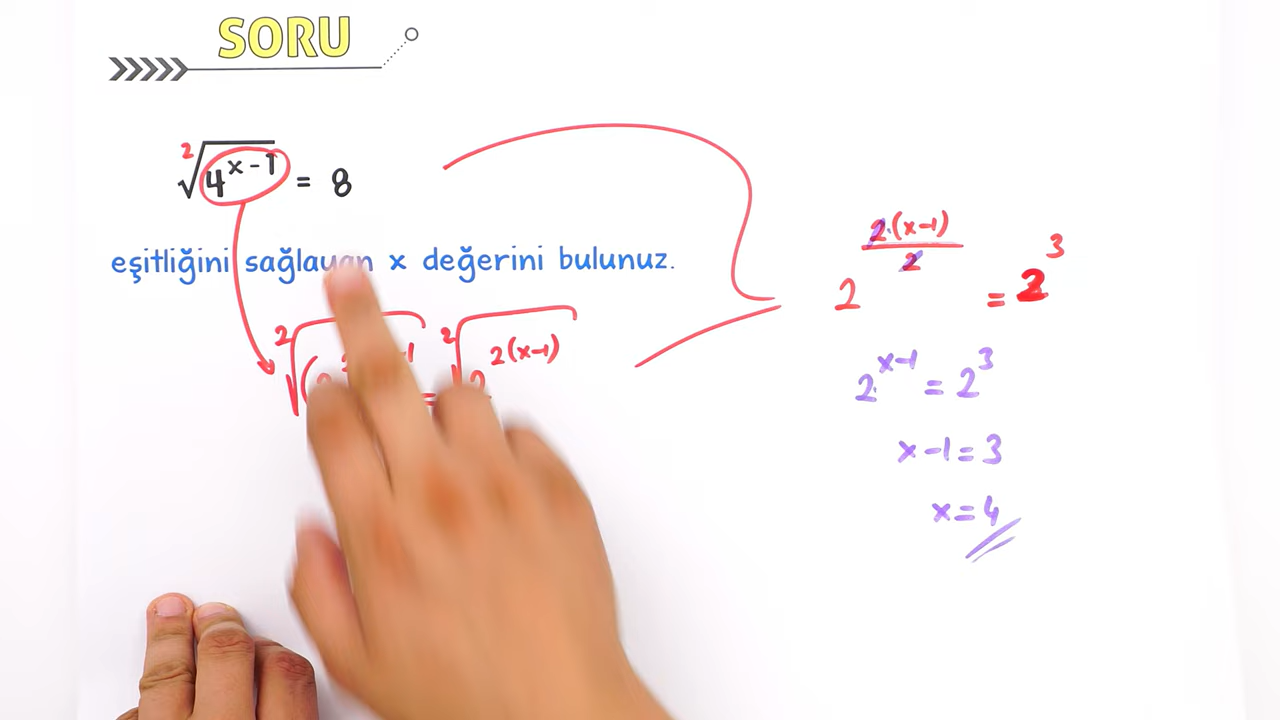 SORU
²√4^(x-1) = 8
eşitliğini sağlayan x değerini bulunuz.
= ²√2^(2(x-1))
2^(2·(x-1)/2) = 2^3
2^(x-1) = 2^3
x-1=3
x=4